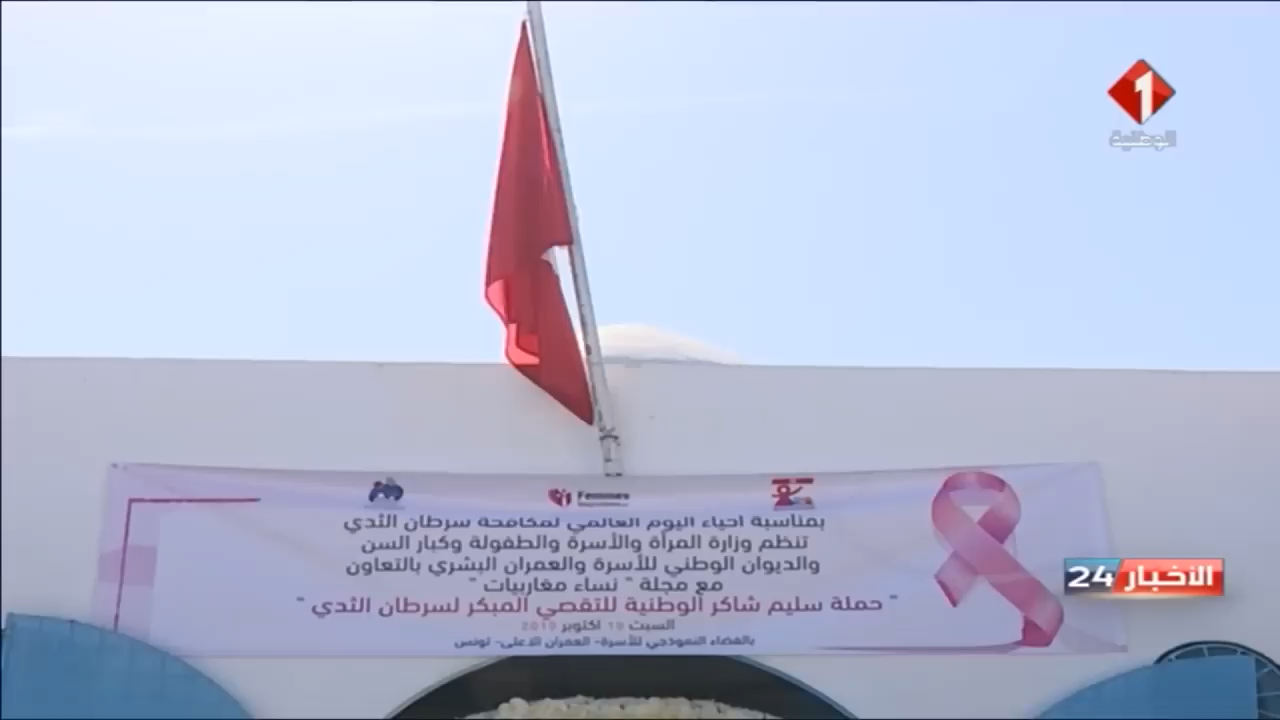 1
الوطنية
Femmes
بمناسبة احياء اليوم العالمي لمكافحة سرطان الثدي
تنظم وزارة المرأة والأسرة والطفولة وكبار السن
والديوان الوطني للأسرة والعمران البشري بالتعاون
مع مجلة " نساء مغاربيات "
" حملة سليم شاكر الوطنية للتقصي المبكر لسرطان الثدي "
السبت 19 اكتوبر 2019
بالفضاء النموذجي للأسرة- العمران الاعلى- تونس
الأخبار 24